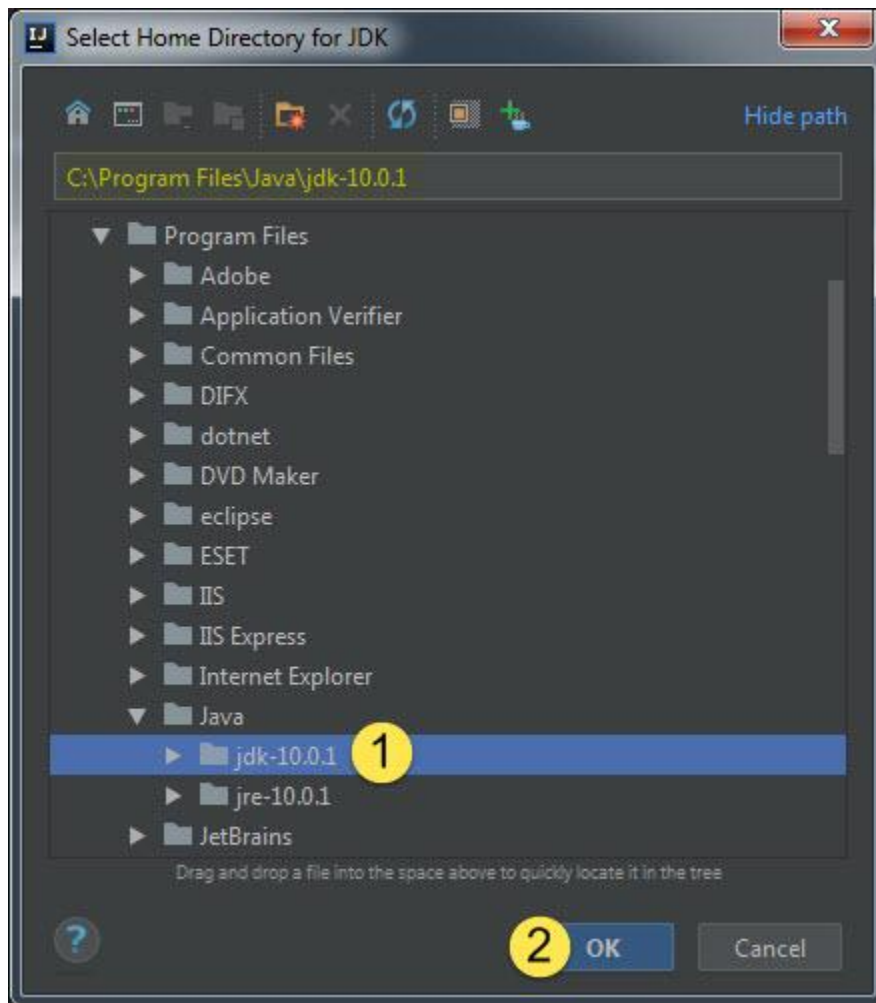 IJ Select Home Directory for JDK
x
Hide path
C:\Program Files\Java\jdk-10.0.1
Program Files
Adobe
Application Verifier
Common Files
DIFX
dotnet
DVD Maker
eclipse
ESET
IIS
IIS Express
Internet Explorer
Java
jdk-10.0.1 1
jre-10.0.1
JetBrains
Drag and drop a file into the space above to quickly locate it in the tree
? 2 OK Cancel